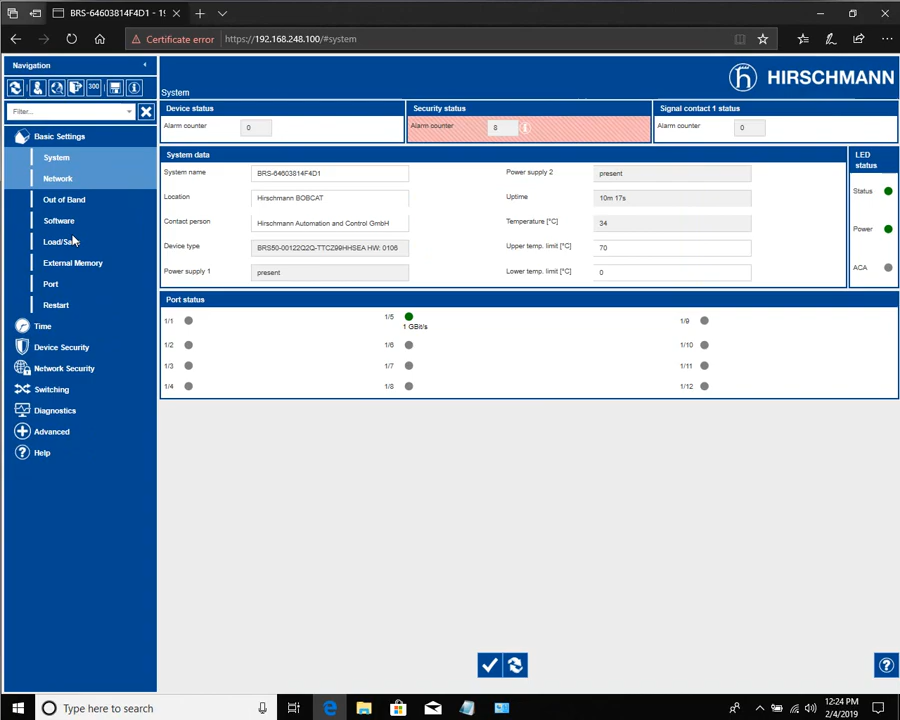 BRS-64603814F4D1 - 19
Certificate error
https://192.168.248.100/#system
Navigation
300
Filter...
Basic Settings
System
Network
Out of Band
Software
Load/Save
External Memory
Port
Restart
Time
Device Security
Network Security
Switching
Diagnostics
Advanced
Help
System
HIRSCHMANN
Device status
Alarm counter 0
Security status
Alarm counter 8
Signal contact 1 status
Alarm counter 0
System data
System name BRS-64603814F4D1
Location Hirschmann BOBCAT
Contact person Hirschmann Automation and Control GmbH
Device type BRS50-00122Q2Q-TTCZ99HHSEA HW: 0106
Power supply 1 present
Power supply 2 present
Uptime 10m 17s
Temperature [°C] 34
Upper temp. limit [°C] 70
Lower temp. limit [°C] 0
LED status
Status
Power
ACA
Port status
1/1
1/2
1/3
1/4
1/5
1 GBit/s
1/6
1/7
1/8
1/9
1/10
1/11
1/12
Type here to search
12:24 PM
2/4/2019